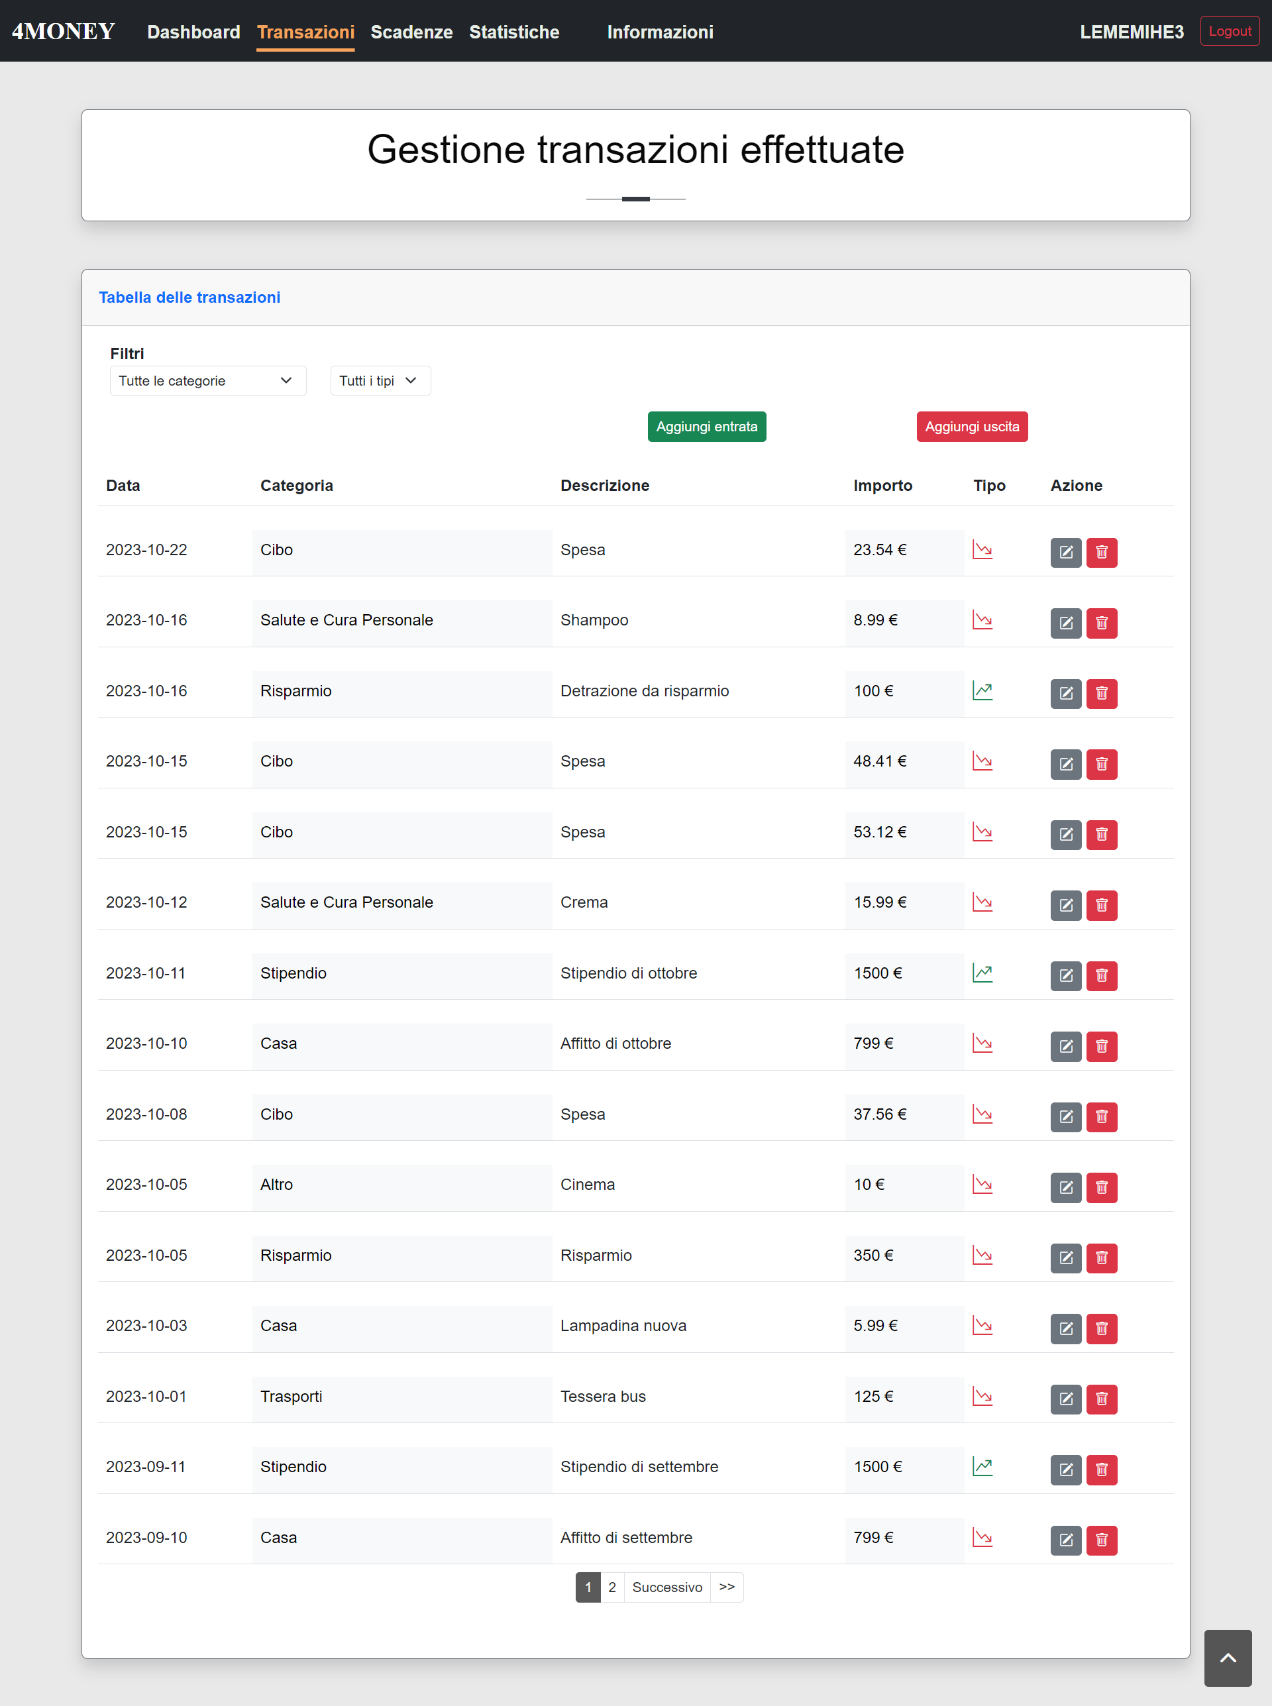 4MONEY Dashboard Transazioni Scadenze Statistiche Informazioni LEMEMIHE3 Logout
Gestione transazioni effettuate
Tabella delle transazioni
Filtri
Tutte le categorie Tutti i tipi
Aggiungi entrata Aggiungi uscita
Data Categoria Descrizione Importo Tipo Azione
2023-10-22 Cibo Spesa 23.54 €
2023-10-16 Salute e Cura Personale Shampoo 8.99 €
2023-10-16 Risparmio Detrazione da risparmio 100 €
2023-10-15 Cibo Spesa 48.41 €
2023-10-15 Cibo Spesa 53.12 €
2023-10-12 Salute e Cura Personale Crema 15.99 €
2023-10-11 Stipendio Stipendio di ottobre 1500 €
2023-10-10 Casa Affitto di ottobre 799 €
2023-10-08 Cibo Spesa 37.56 €
2023-10-05 Altro Cinema 10 €
2023-10-05 Risparmio Risparmio 350 €
2023-10-03 Casa Lampadina nuova 5.99 €
2023-10-01 Trasporti Tessera bus 125 €
2023-09-11 Stipendio Stipendio di settembre 1500 €
2023-09-10 Casa Affitto di settembre 799 €
1 2 Successivo >>